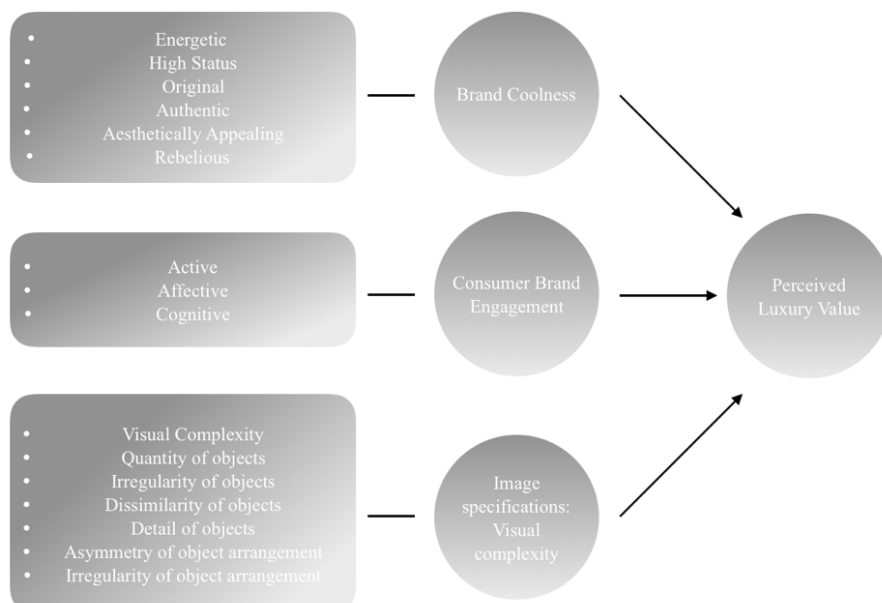 • Energetic
• High Status
• Original
• Authentic
• Aesthetically Appealing
• Rebelious
Brand Coolness
• Active
• Affective
• Cognitive
Consumer Brand
Engagement
Perceived
Luxury Value
• Visual Complexity
• Quantity of objects
• Irregularity of objects
• Dissimilarity of objects
• Detail of objects
• Asymmetry of object arrangement
• Irregularity of object arrangement
Image
specifications:
Visual
complexity